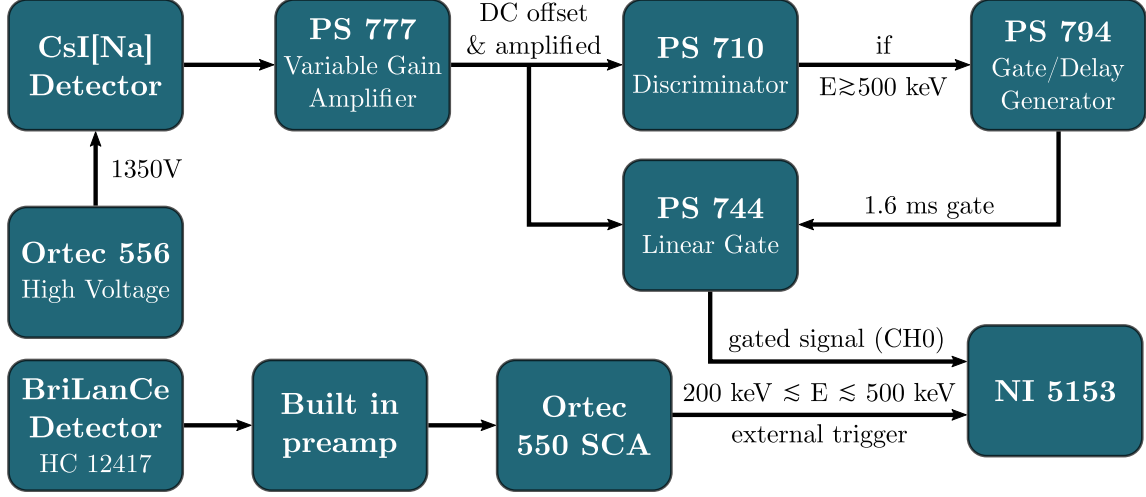 CsI[Na]
Detector
PS 777
Variable Gain
Amplifier
DC offset
& amplified
PS 710
Discriminator
if
E≳500 keV
PS 794
Gate/Delay
Generator
1350V
Ortec 556
High Voltage
PS 744
Linear Gate
1.6 ms gate
gated signal (CH0)
BriLanCe
Detector
HC 12417
Built in
preamp
Ortec
550 SCA
200 keV ≲ E ≲ 500 keV
external trigger
NI 5153